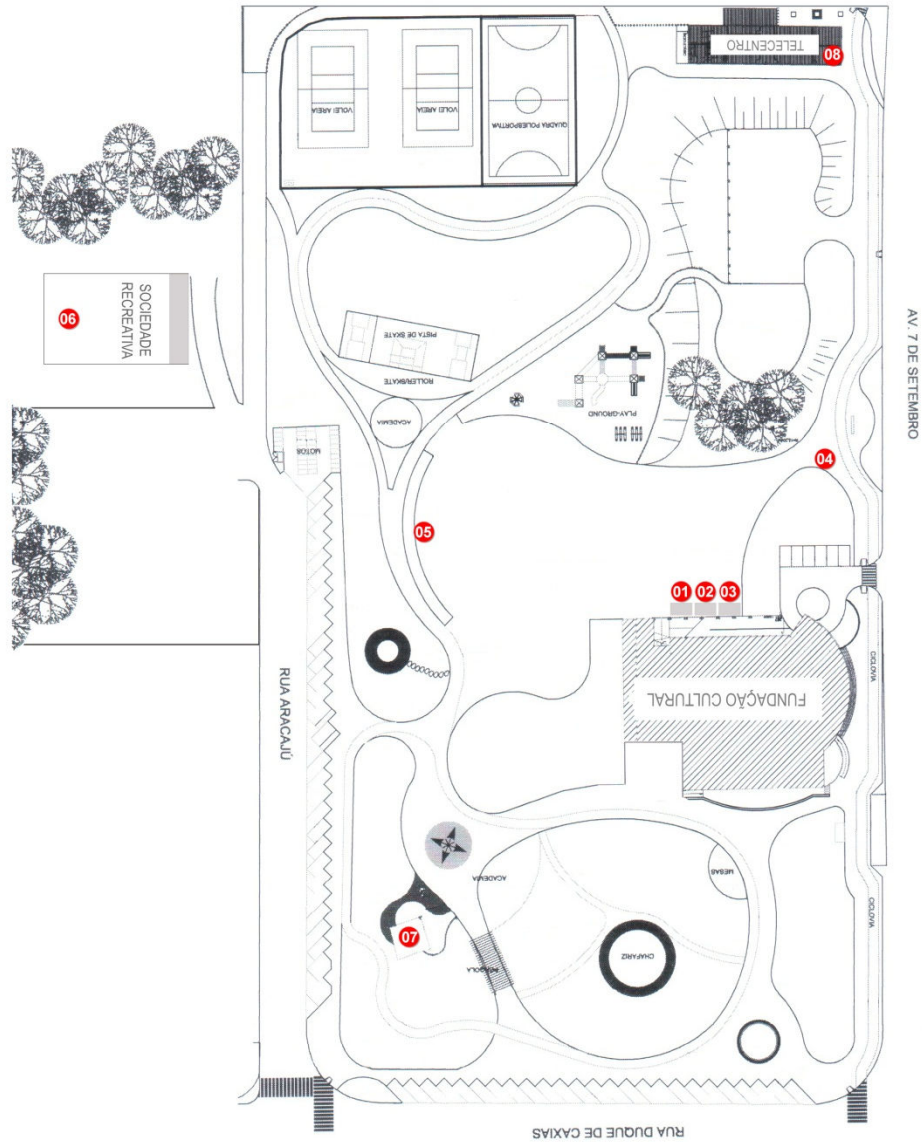 TELECENTRO
08
VOLEI AREIA
VOLEI AREIA
QUADRA POLIESPORTIVA
SOCIEDADE
RECREATIVA
06
AV. 7 DE SETEMBRO
PISTA DE SKATE
ROLLER/SKATE
ACADEMIA
PLAY-GROUND
MOTOS
04
05
01
02
03
FUNDAÇÃO CULTURAL
CICLOVIA
RUA ARACAJÚ
ACADEMIA
MESAS
CICLOVIA
07
PERGOLA
CHAFARIZ
RUA DUQUE DE CAXIAS